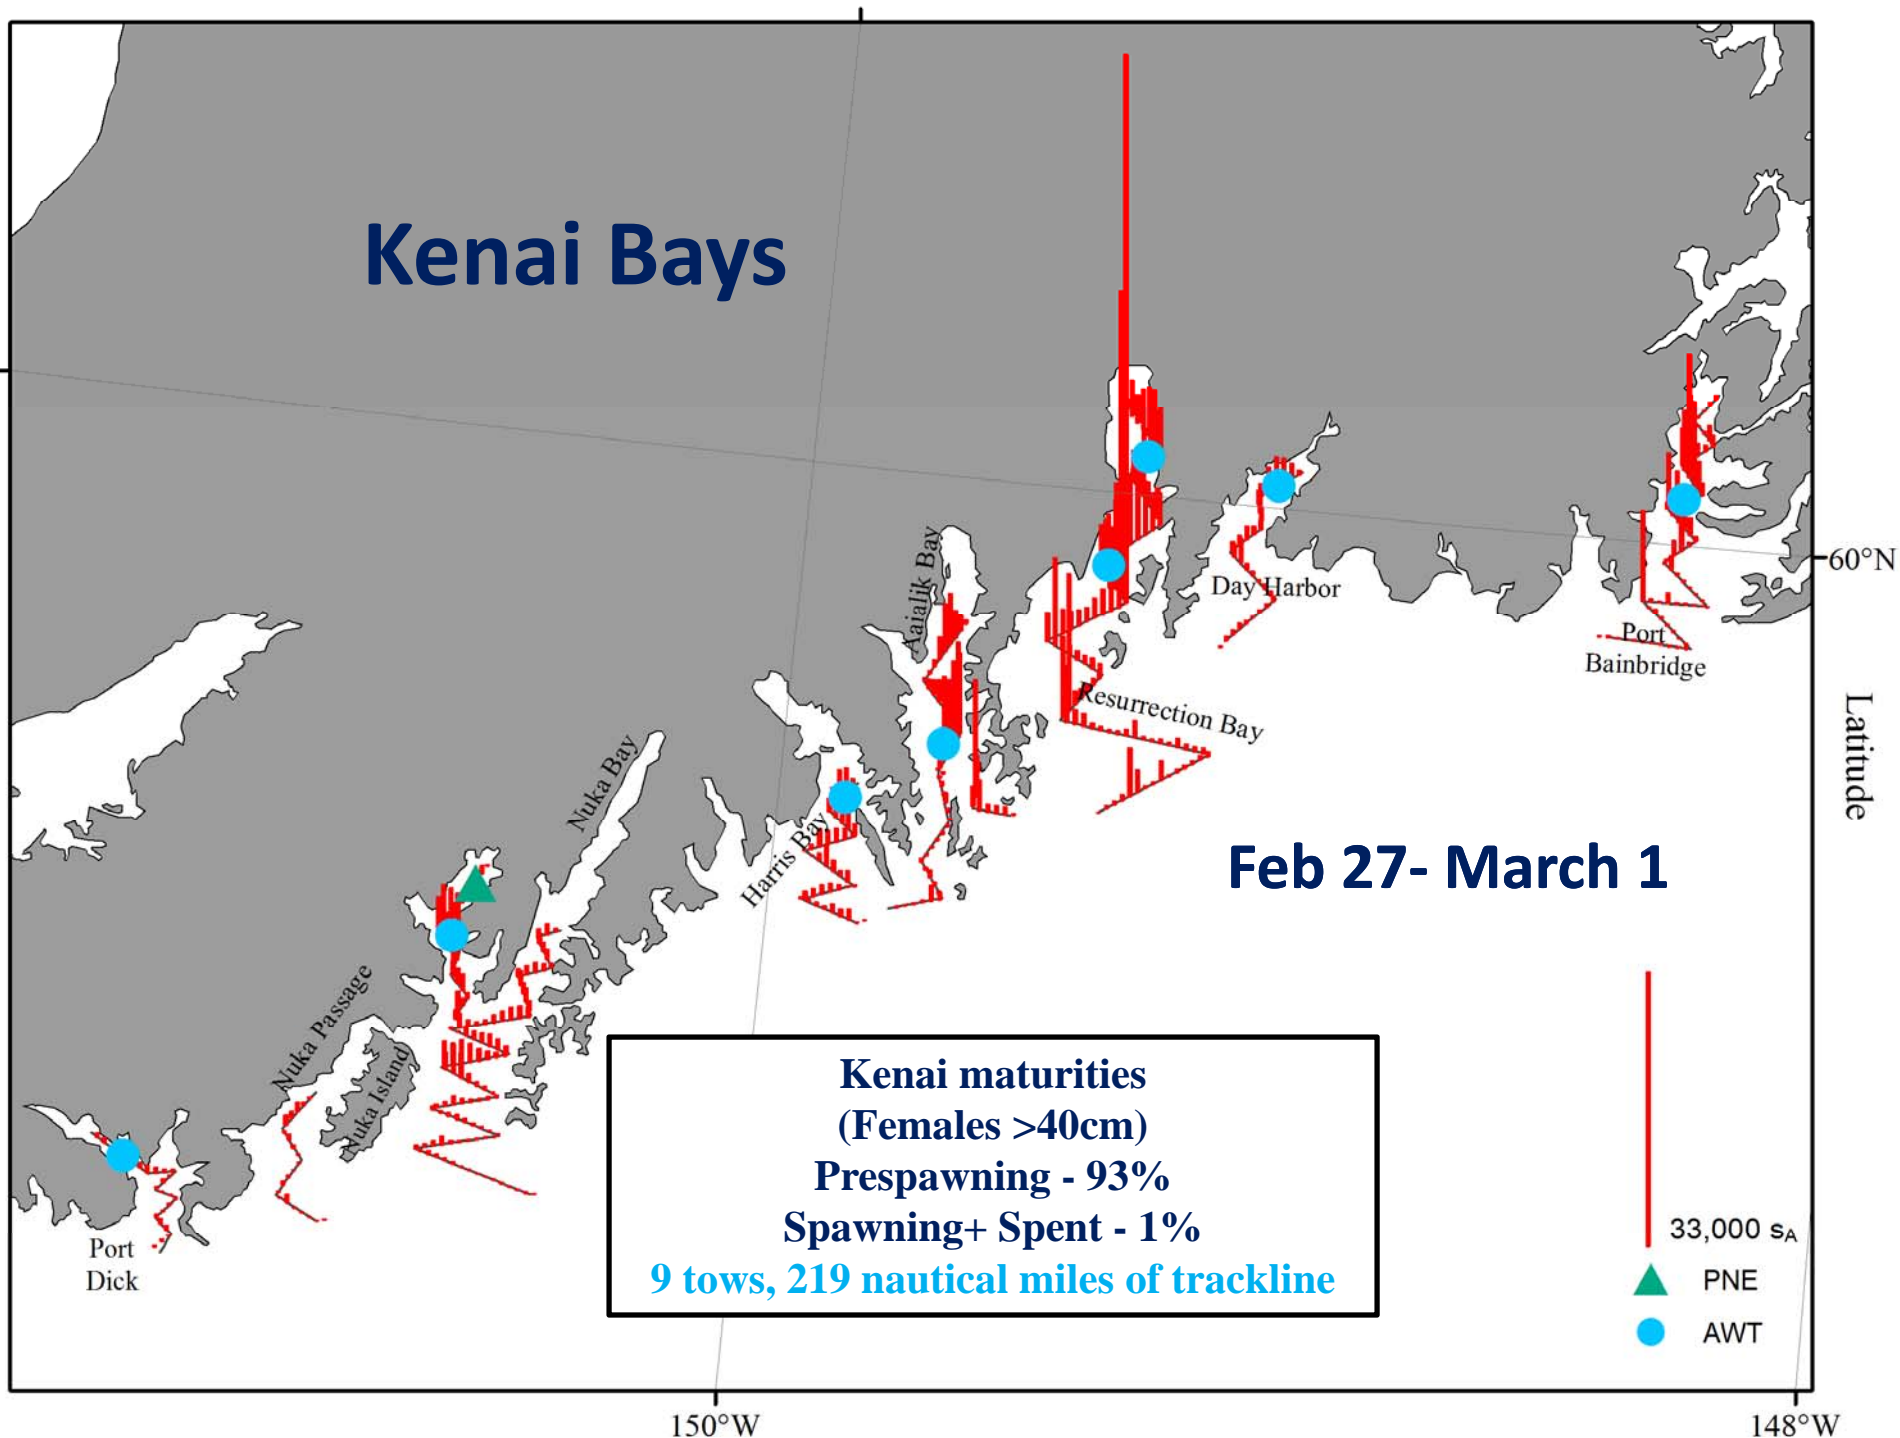 Kenai Bays
60°N
Day Harbor
Aaialik Bay
Port
Bainbridge
Latitude
Resurrection Bay
Nuka Bay
Harris Bay
Feb 27- March 1
Nuka Passage
Nuka Island
Port
Dick
Kenai maturities
(Females >40cm)
Prespawning - 93%
Spawning+ Spent - 1%
9 tows, 219 nautical miles of trackline
33,000 sA
PNE
AWT
150°W
148°W